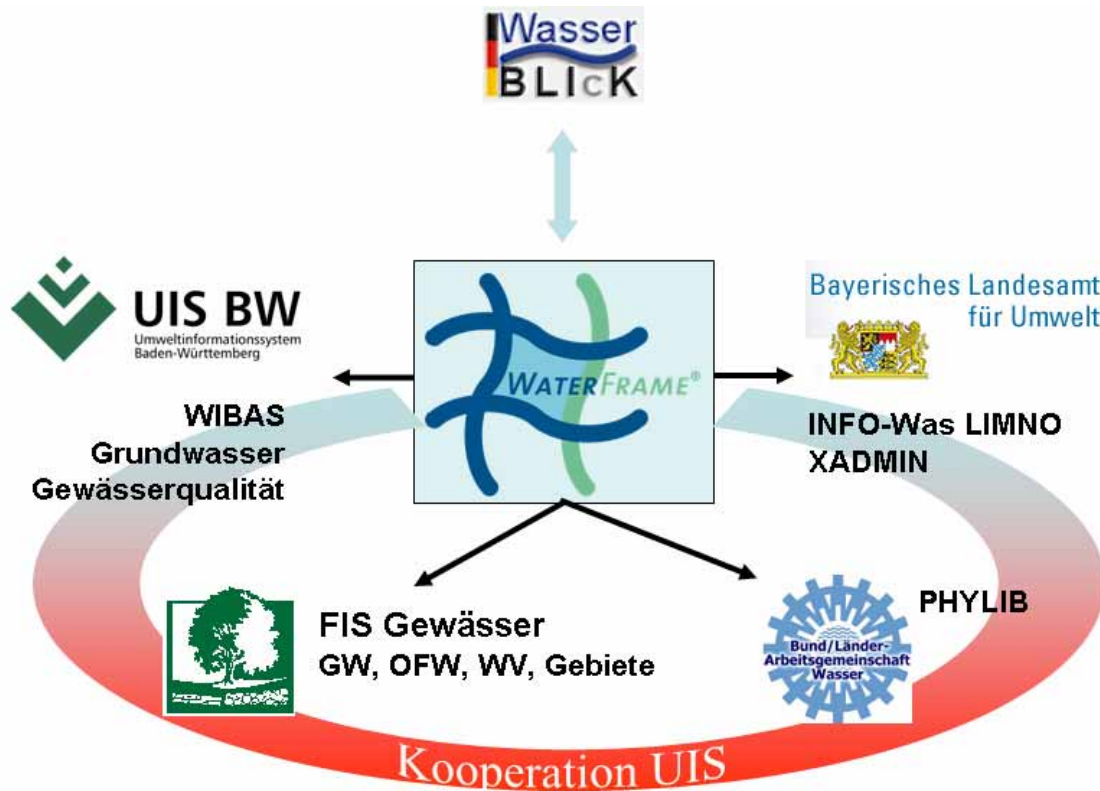 Wasser
BLIcK
UIS BW
Umweltinformationssystem
Baden-Württemberg
WATERFRAME®
Bayerisches Landesamt
für Umwelt
WIBAS
Grundwasser
Gewässerqualität
INFO-Was LIMNO
XADMIN
FIS Gewässer
GW, OFW, WV, Gebiete
Bund/Länder-
Arbeitsgemeinschaft
Wasser
PHYLIB
Kooperation UIS